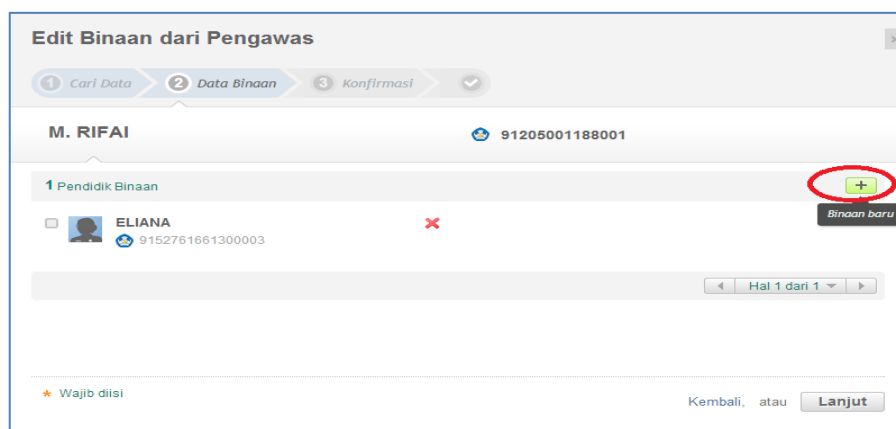 Edit Binaan dari Pengawas
1 Cari Data 2 Data Binaan 3 Konfirmasi
M. RIFAI 91205001188001
1 Pendidik Binaan
Binaan baru
ELIANA
9152761661300003
Hal 1 dari 1
* Wajib diisi
Kembali, atau Lanjut